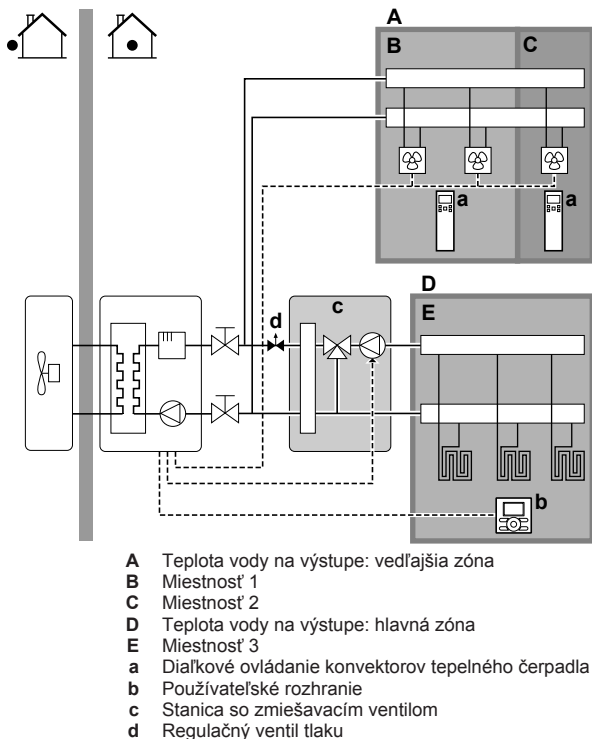 A
B C
a a
D
E
c
d
b
A Teplota vody na výstupe: vedľajšia zóna
B Miestnosť 1
C Miestnosť 2
D Teplota vody na výstupe: hlavná zóna
E Miestnosť 3
a Diaľkové ovládanie konvektorov tepelného čerpadla
b Používateľské rozhranie
c Stanica so zmiešavacím ventilom
d Regulačný ventil tlaku